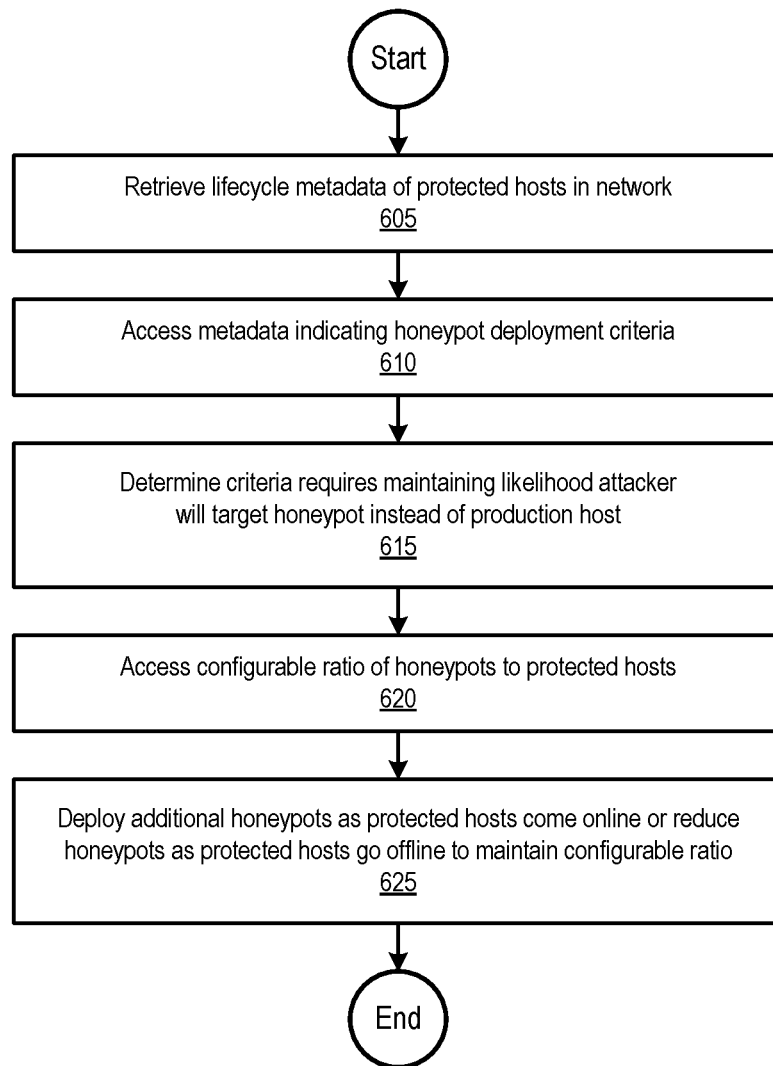 Start
Retrieve lifecycle metadata of protected hosts in network
605
Access metadata indicating honeypot deployment criteria
610
Determine criteria requires maintaining likelihood attacker
will target honeypot instead of production host
615
Access configurable ratio of honeypots to protected hosts
620
Deploy additional honeypots as protected hosts come online or reduce
honeypots as protected hosts go offline to maintain configurable ratio
625
End